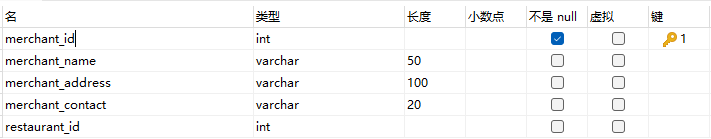 名 类型 长度 小数点 不是 null 虚拟 键
merchant_id int 1
merchant_name varchar 50
merchant_address varchar 100
merchant_contact varchar 20
restaurant_id int